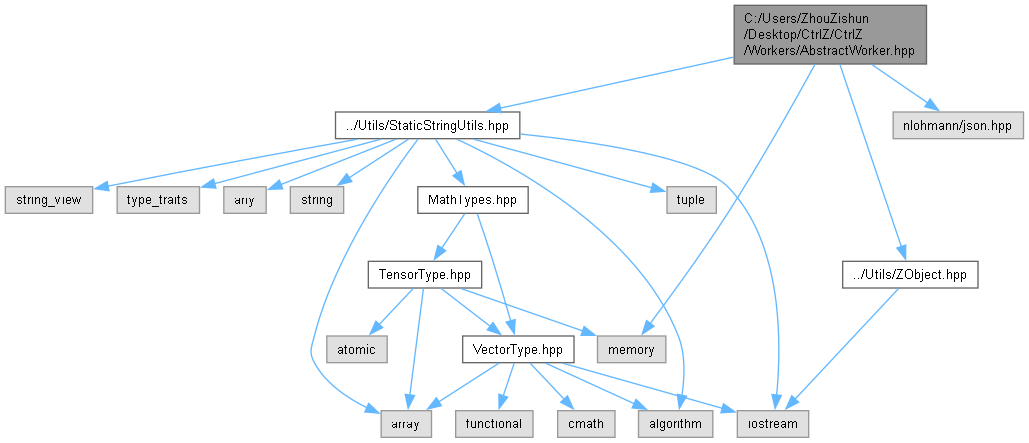 C:/Users/ZhouZishun
/Desktop/CtrlZ/CtrlZ
/Workers/AbstractWorker.hpp
../Utils/StaticStringUtils.hpp
nlohmann/json.hpp
string_view
type_traits
any
string
MathTypes.hpp
tuple
TensorType.hpp
../Utils/ZObject.hpp
atomic
VectorType.hpp
memory
array
functional
cmath
algorithm
iostream